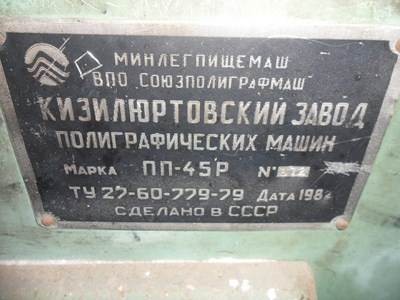 МИНЛЕГПИЩЕМАШ
ВПО СОЮЗПОЛИГРАФМАШ
КИЗИЛЮРТОВСКИЙ ЗАВОД
ПОЛИГРАФИЧЕСКИХ МАШИН
МАРКА ПП-45Р №
ТУ 27-60-779-79 ДАТА 1982
СДЕЛАНО В СССР